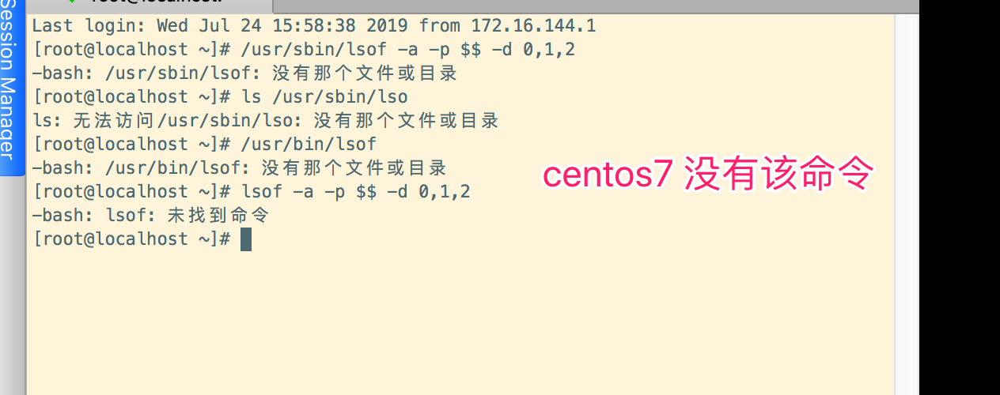 Session Manager
Last login: Wed Jul 24 15:58:38 2019 from 172.16.144.1
[root@localhost ~]# /usr/sbin/lsof -a -p $$ -d 0,1,2
-bash: /usr/sbin/lsof: 没有那个文件或目录
[root@localhost ~]# ls /usr/sbin/lso
ls: 无法访问/usr/sbin/lso: 没有那个文件或目录
[root@localhost ~]# /usr/bin/lsof
-bash: /usr/bin/lsof: 没有那个文件或目录
centos7 没有该命令
[root@localhost ~]# lsof -a -p $$ -d 0,1,2
-bash: lsof: 未找到命令
[root@localhost ~]#